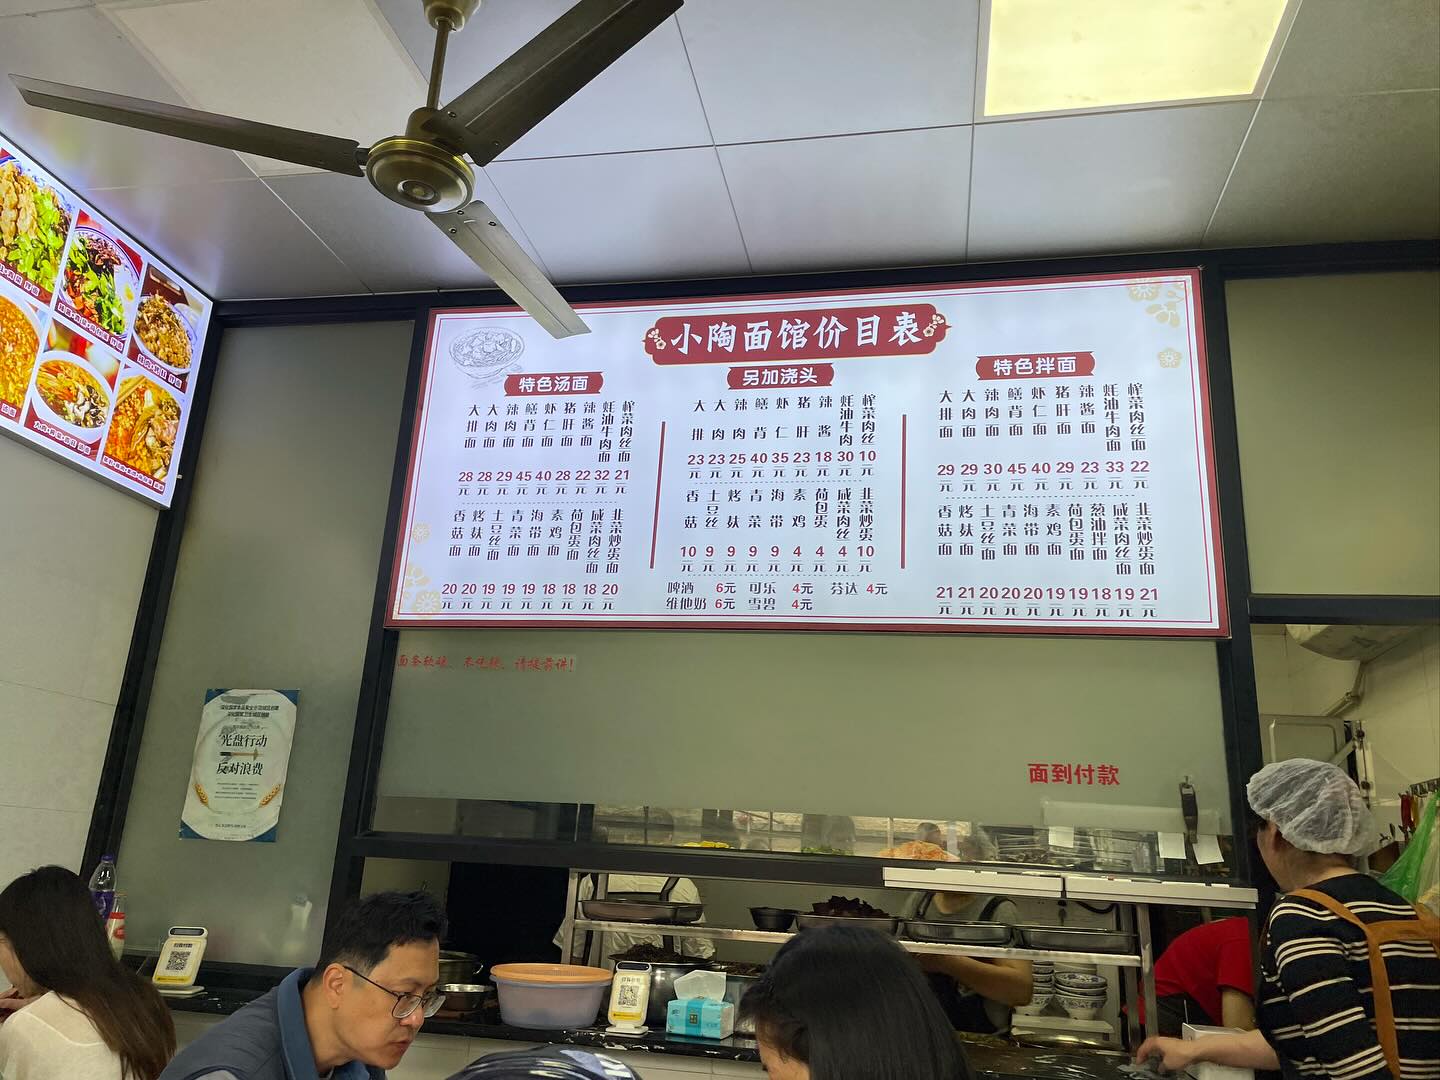 小陶面馆价目表
特色汤面
大排面 大肉面 辣肉面 鳝背面 虾仁面 猪肝面 辣酱面 蚝油牛肉面 榨菜肉丝面
28元 28元 29元 45元 40元 28元 22元 32元 21元
香菇面 烤麸面 土豆丝面 青菜面 海带面 素鸡面 荷包蛋面 咸菜肉丝面 韭菜炒蛋面
20元 20元 19元 19元 19元 18元 18元 18元 20元
另加浇头
大排 大肉 辣肉 鳝背 虾仁 猪肝 辣酱 蚝油牛肉 榨菜肉丝
23元 23元 25元 40元 35元 23元 18元 30元 10元
香菇 土豆丝 烤麸 青菜 海带 素鸡 荷包蛋 咸菜肉丝 韭菜炒蛋
10元 9元 9元 9元 9元 4元 4元 4元 10元
啤酒 6元 可乐 4元 芬达 4元
维他奶 6元 雪碧 4元
特色拌面
大排面 大肉面 辣肉面 鳝背面 虾仁面 猪肝面 辣酱面 蚝油牛肉面 榨菜肉丝面
29元 29元 30元 45元 40元 29元 23元 33元 22元
香菇面 烤麸面 土豆丝面 青菜面 海带面 素鸡面 荷包蛋面 葱油拌面 咸菜肉丝面 韭菜炒蛋面
21元 21元 20元 20元 20元 19元 19元 18元 19元 21元
面条软硬、不吃辣、请提前讲!
光盘行动
反对浪费
面到付款